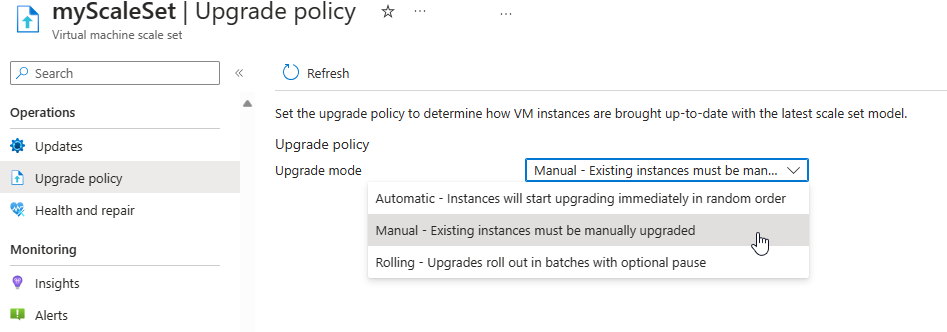 myScaleSet | Upgrade policy
Virtual machine scale set
Search
Refresh
Operations
Updates
Upgrade policy
Health and repair
Monitoring
Insights
Alerts
Set the upgrade policy to determine how VM instances are brought up-to-date with the latest scale set model.
Upgrade policy
Upgrade mode
Manual - Existing instances must be man...
Automatic - Instances will start upgrading immediately in random order
Manual - Existing instances must be manually upgraded
Rolling - Upgrades roll out in batches with optional pause